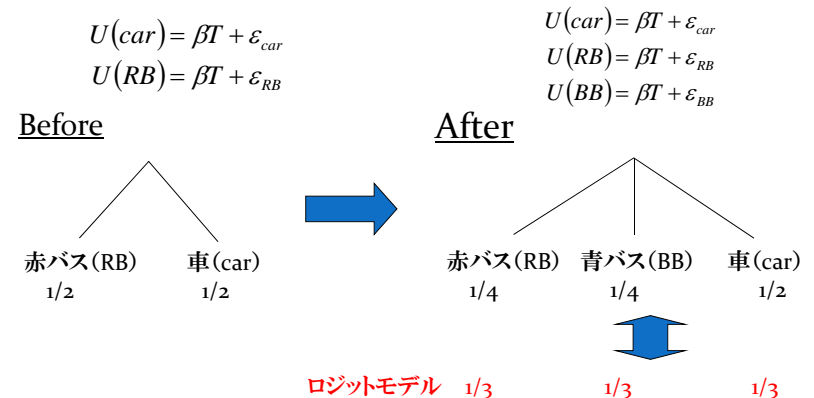 U(car) = βT + ε_car
U(RB) = βT + ε_RB
Before
赤バス(RB) 車(car)
1/2 1/2
U(car) = βT + ε_car
U(RB) = βT + ε_RB
U(BB) = βT + ε_BB
After
赤バス(RB) 青バス(BB) 車(car)
1/4 1/4 1/2
ロジットモデル 1/3 1/3 1/3